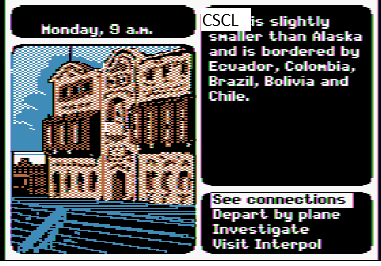 Monday, 9 a.m.
CSCL is slightly
smaller than Alaska
and is bordered by
Ecuador, Colombia,
Brazil, Bolivia and
Chile.
See connections
Depart by plane
Investigate
Visit Interpol